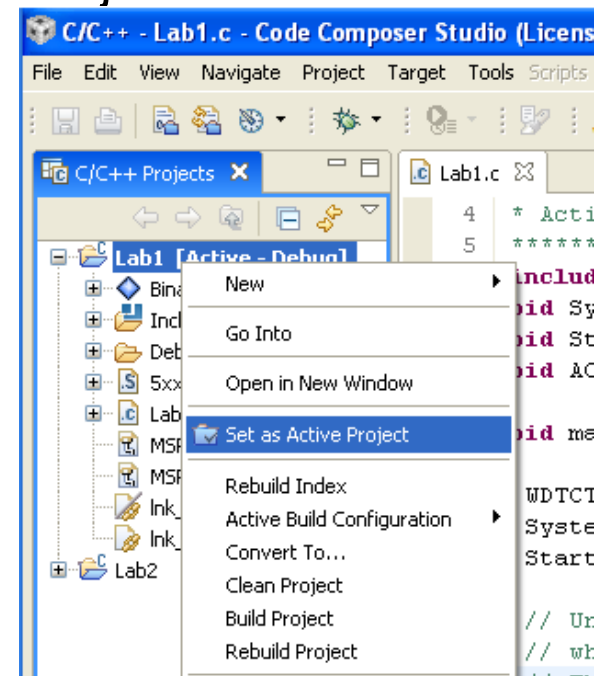 C/C++ - Lab1.c - Code Composer Studio (Licens
File Edit View Navigate Project Target Tools Scripts
C/C++ Projects
Lab1.c
4 * Acti
5 ******
Lab1 [Active - Debug]
Bina
Incl
Deb
5xx
Lab
MSP
MSP
lnk_
lnk_
Lab2
New
Go Into
Open in New Window
Set as Active Project
Rebuild Index
Active Build Configuration
Convert To...
Clean Project
Build Project
Rebuild Project
includ
oid Sy
oid St
oid AC
oid ma
WDTCT
Syste
Start
// Un
// wh